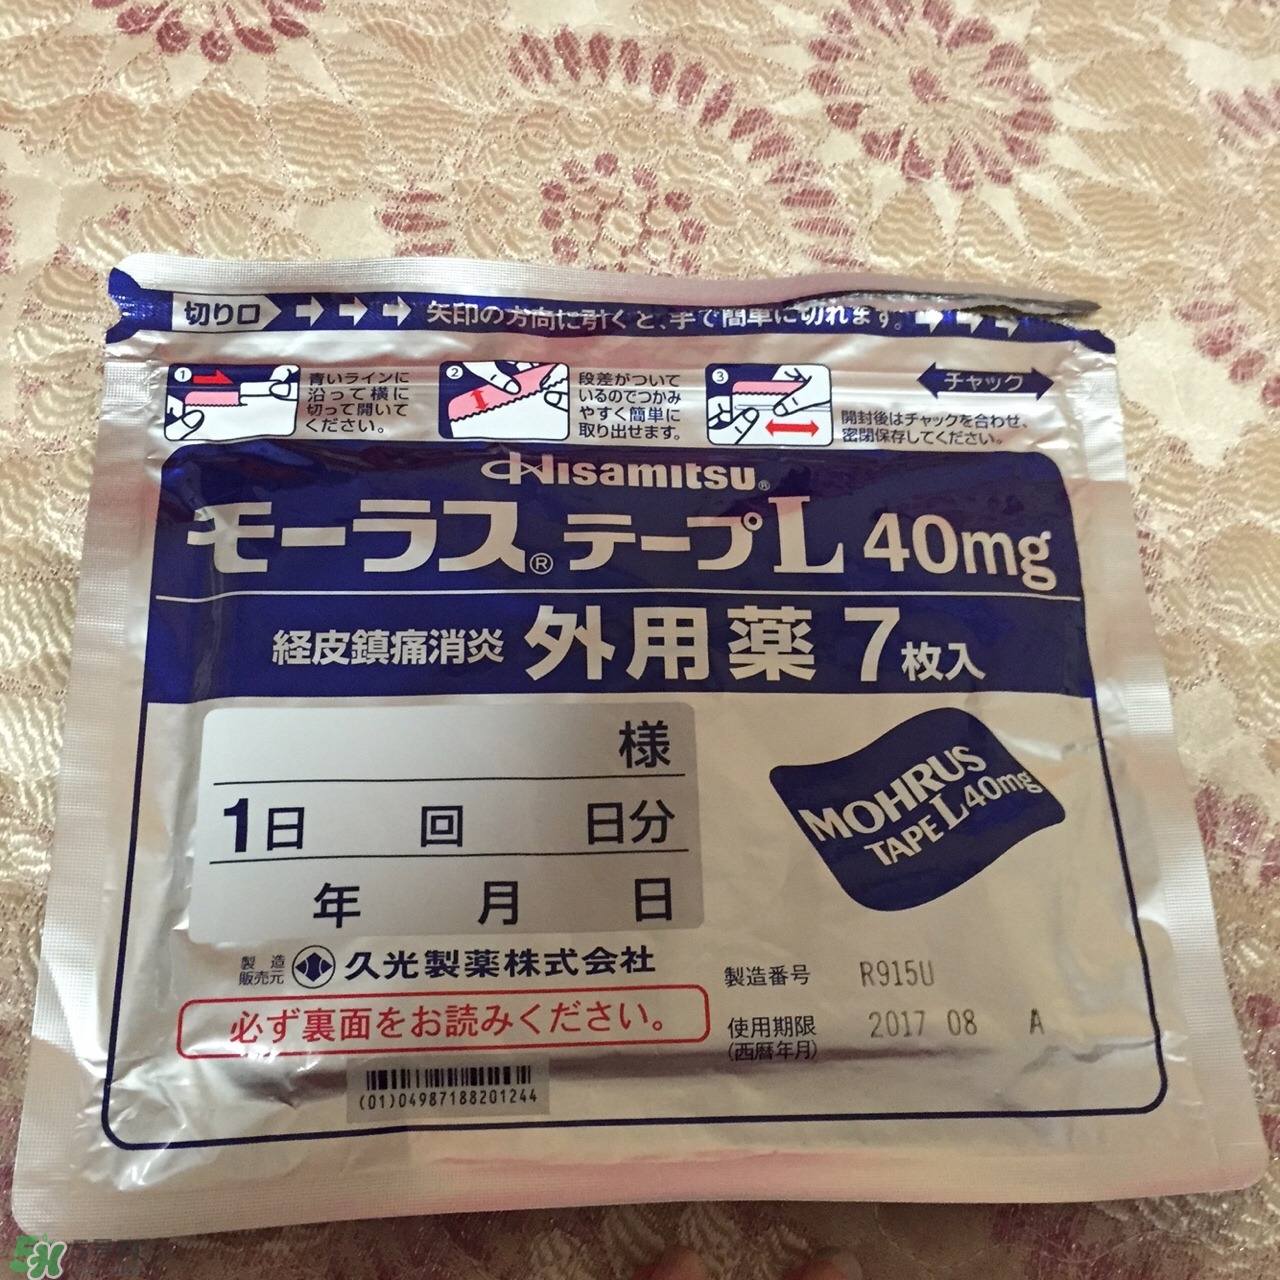 切り口 矢印の方向に引くと、手で簡単に切れます。
1
青いラインに
沿って横に
切って開いて
ください。
2
段差がついて
いるのでつかみ
やすく簡単に
取り出せます。
3
チャック
開封後はチャックを合わせ、
密閉保存してください。
Hisamitsu®
モーラス®テープL 40mg
経皮鎮痛消炎 外用薬 7枚入
様
1日 回 日分
年 月 日
MOHRUS
TAPE L40mg
製造
販売元
久光製薬株式会社
必ず裏面をお読みください。
製造番号 R915U
使用期限 2017 08 A
(西暦年月)
(01)04987188201244